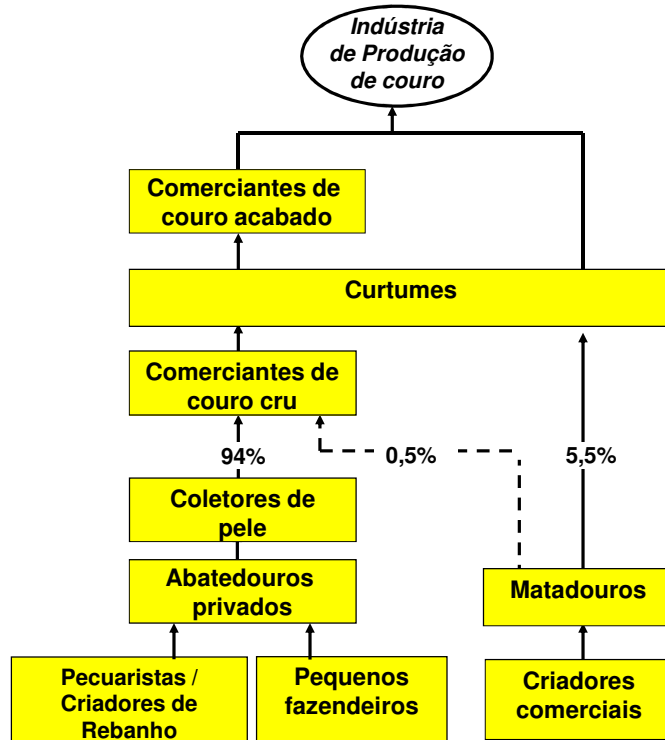 Indústria
de Produção
de couro
Comerciantes de
couro acabado
Curtumes
Comerciantes de
couro cru
94%
0,5%
5,5%
Coletores de
pele
Abatedouros
privados
Matadouros
Pecuaristas /
Criadores de
Rebanho
Pequenos
fazendeiros
Criadores
comerciais